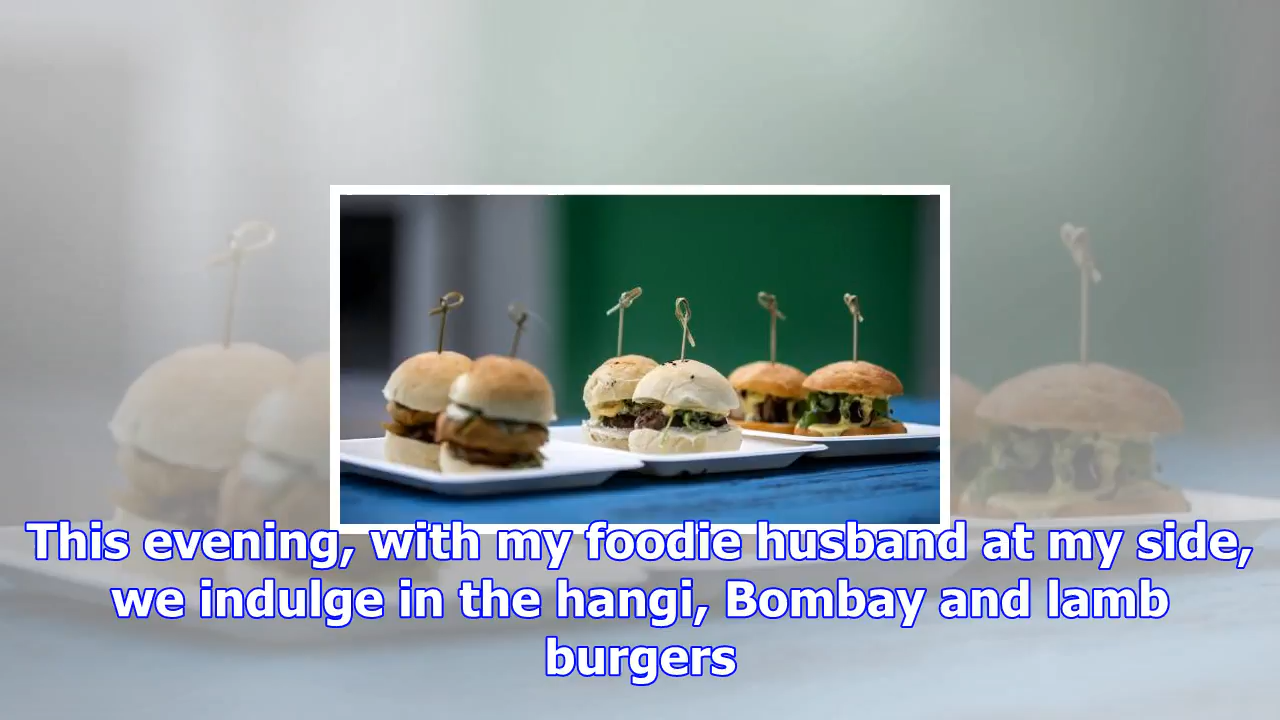 This evening, with my foodie husband at my side,
we indulge in the hangi, Bombay and lamb
burgers